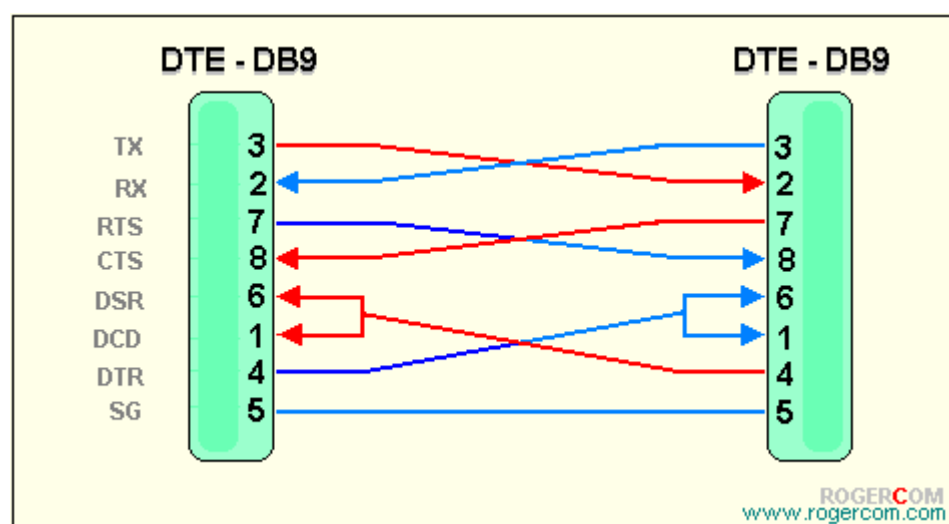 DTE - DB9 DTE - DB9
TX 3 3
RX 2 2
RTS 7 7
CTS 8 8
DSR 6 6
DCD 1 1
DTR 4 4
SG 5 5
ROGERCOM
www.rogercom.com